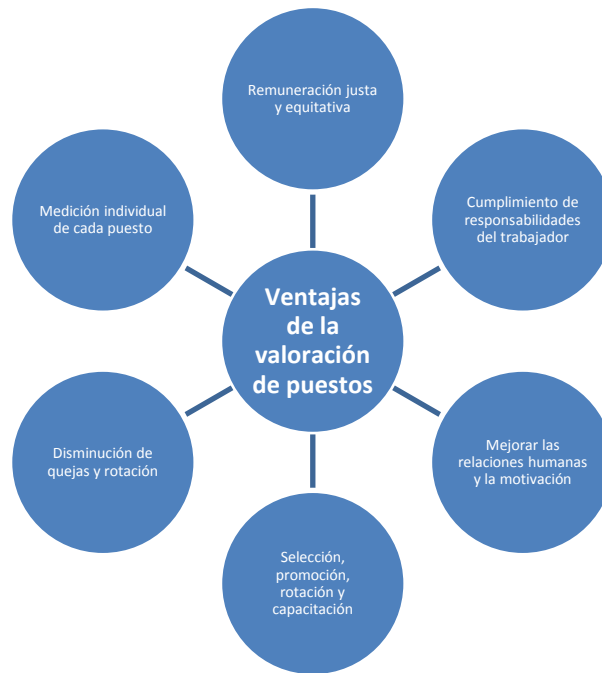 Remuneración justa
y equitativa
Cumplimiento de
responsabilidades
del trabajador
Mejorar las
relaciones humanas
y la motivación
Selección,
promoción,
rotación y
capacitación
Disminución de
quejas y rotación
Medición individual
de cada puesto
Ventajas
de la
valoración
de puestos